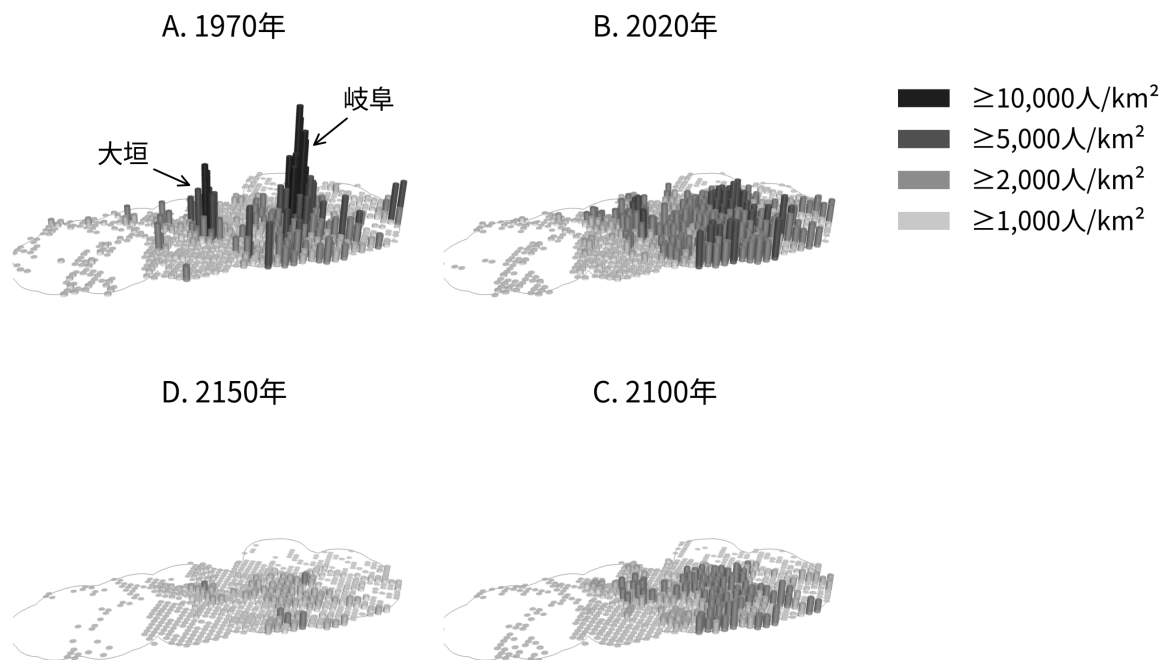 A. 1970年
B. 2020年
岐阜
大垣
≥10,000人/km²
≥5,000人/km²
≥2,000人/km²
≥1,000人/km²
D. 2150年
C. 2100年